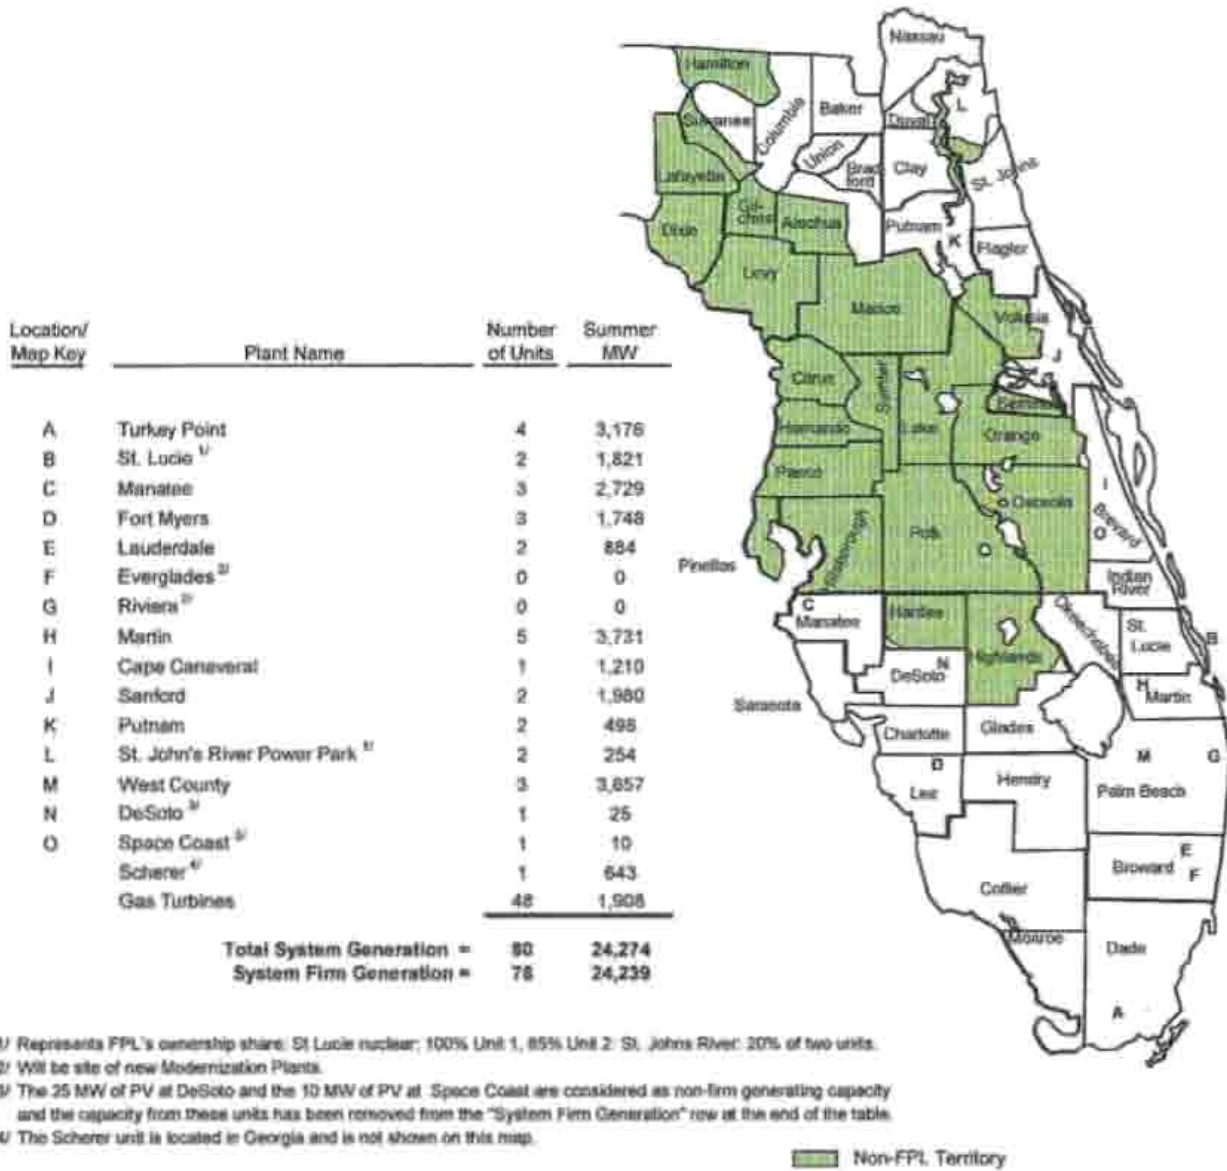 Location/ Map Key Plant Name Number of Units Summer MW
A Turkey Point 4 3,176
B St. Lucie 1/ 2 1,821
C Manatee 3 2,729
D Fort Myers 3 1,748
E Lauderdale 2 884
F Everglades 2/ 0 0
G Riviera 2/ 0 0
H Martin 5 3,731
I Cape Canaveral 1 1,210
J Sanford 2 1,980
K Putnam 2 498
L St. John's River Power Park 1/ 2 254
M West County 3 3,657
N DeSoto 3/ 1 25
O Space Coast 3/ 1 10
Scherer 4/ 1 643
Gas Turbines 48 1,908
Total System Generation = 80 24,274
System Firm Generation = 78 24,239
Nassau
Hamilton
L
Baker
Columbia
Suwanee
Duval
Union
Brad
ford
Clay
St. Johns
Lafayette
Gil-
christ
Alachua
Putnam
K
Flagler
Dixie
Levy
Marion
Volusia
J
Citrus
Sumter
Lake
Seminole
Hernando
Orange
Pasco
Osceola
I
Brevard
O
Polk
Hillsborough
Pinellas
Indian
River
C
Manatee
Hardee
Okeechobee
St.
Lucie
B
Highlands
N
DeSoto
H
Martin
Sarasota
Charlotte
Glades
D
Lee
Hendry
M
G
Palm Beach
Broward
E
F
Collier
Monroe
Dade
A
1/ Represents FPL's ownership share: St Lucie nuclear: 100% Unit 1, 85% Unit 2: St. Johns River: 20% of two units.
2/ Will be site of new Modernization Plants.
3/ The 25 MW of PV at DeSoto and the 10 MW of PV at Space Coast are considered as non-firm generating capacity
and the capacity from these units has been removed from the "System Firm Generation" row at the end of the table.
4/ The Scherer unit is located in Georgia and is not shown on this map.
Non-FPL Territory